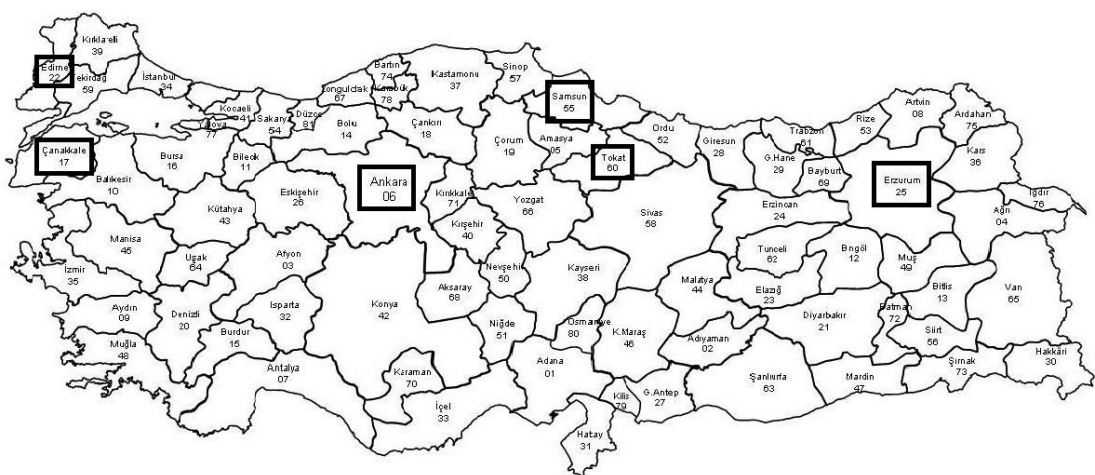 Kırklareli
39
Edirne
22
Tekirdağ
59
İstanbul
34
Kocaeli
41
Yalova
77
Sakarya
54
Düzce
81
Zonguldak
67
Bartın
74
Karabük
78
Kastamonu
37
Sinop
57
Samsun
55
Bolu
14
Çankırı
18
Çorum
19
Amasya
05
Tokat
60
Ordu
52
Giresun
28
Trabzon
61
G.Hane
29
Bayburt
69
Rize
53
Artvin
08
Ardahan
75
Kars
36
Iğdır
76
Ağrı
04
Erzurum
25
Erzincan
24
Çanakkale
17
Balıkesir
10
Bursa
16
Bilecik
11
Eskişehir
26
Kütahya
43
Ankara
06
Kırıkkale
71
Kırşehir
40
Yozgat
66
Sivas
58
Tunceli
62
Bingöl
12
Muş
49
Bitlis
13
Van
65
Manisa
45
Uşak
64
Afyon
03
İzmir
35
Aydın
09
Denizli
20
Muğla
48
Burdur
15
Isparta
32
Antalya
07
Konya
42
Aksaray
68
Nevşehir
50
Kayseri
38
Niğde
51
Karaman
70
İçel
33
Adana
01
Osmaniye
80
K.Maraş
46
Malatya
44
Elazığ
23
Adıyaman
02
Diyarbakır
21
Batman
72
Siirt
56
Şırnak
73
Hakkâri
30
Mardin
47
Şanlıurfa
63
G.Antep
27
Kilis
79
Hatay
31